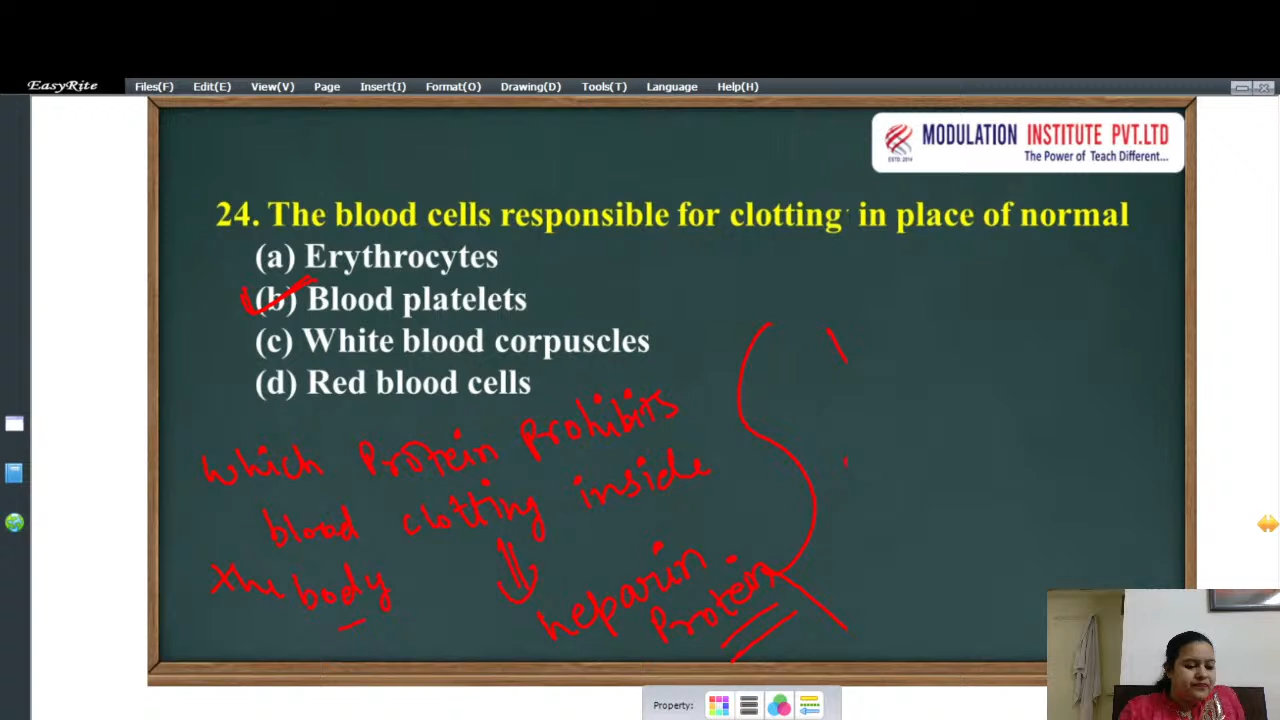 EasyRite Files(F) Edit(E) View(V) Page Insert(I) Format(O) Drawing(D) Tools(T) Language Help(H)
MODULATION INSTITUTE PVT.LTD
ESTD. 2014
The Power of Teach Different...
24. The blood cells responsible for clotting in place of normal
(a) Erythrocytes
(b) Blood platelets
(c) White blood corpuscles
(d) Red blood cells
which Protein Prohibits
blood clotting inside
the body
heparin
Protein
Property: